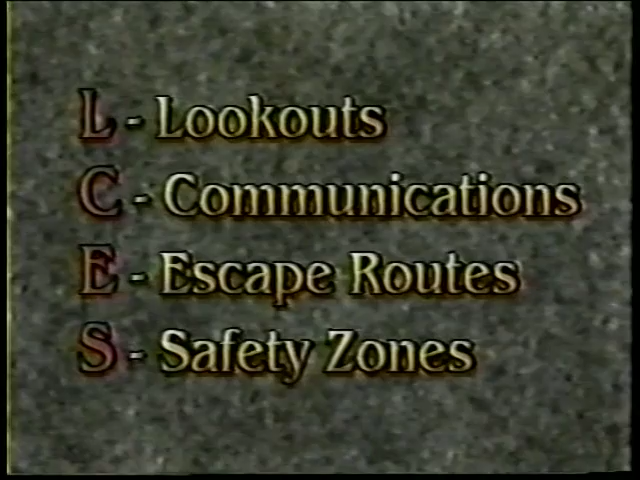 L - Lookouts
C - Communications
E - Escape Routes
S - Safety Zones